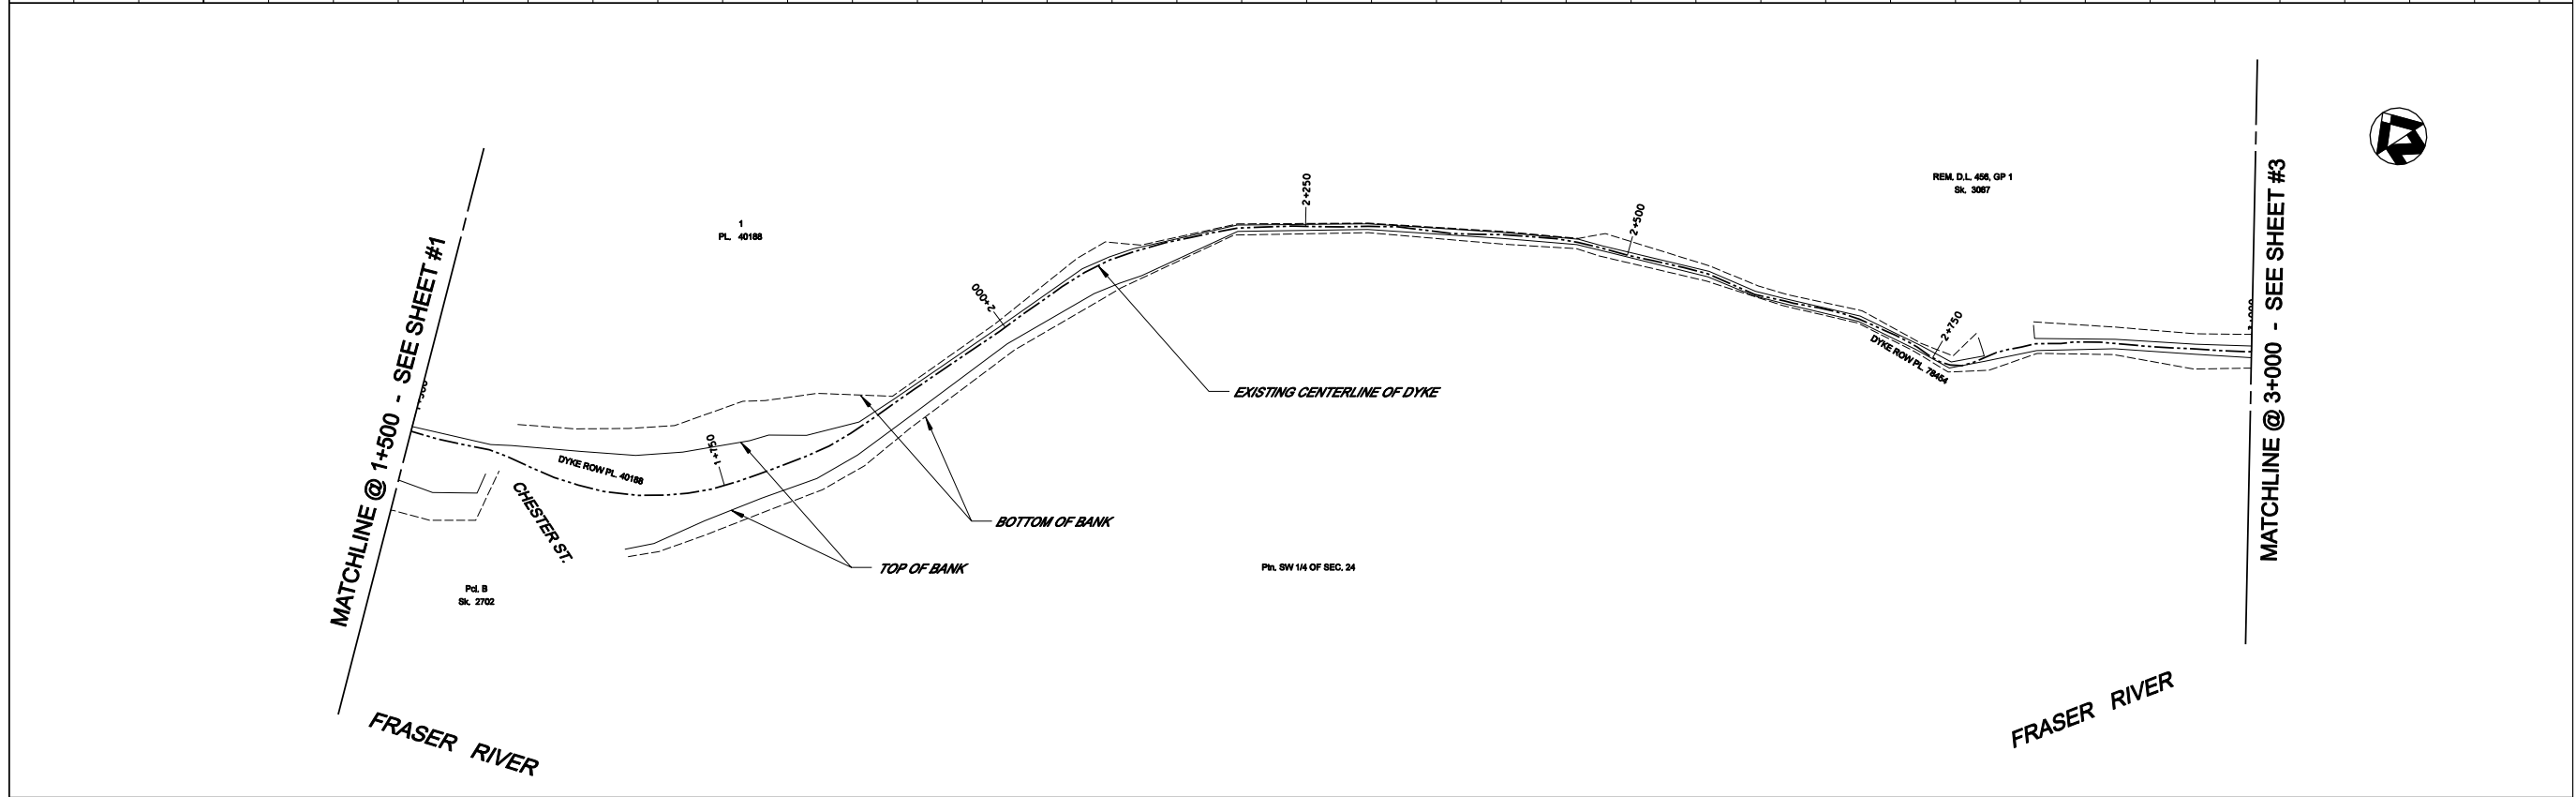 MATCHLINE @ 1+500 - SEE SHEET #1
1
PL. 40188
2+000
2+250
2+500
REM. D.L. 456, GP 1
Sk. 3087
MATCHLINE @ 3+000 - SEE SHEET #3
2+750
DYKE ROW PL. 78454
EXISTING CENTERLINE OF DYKE
1+750
DYKE ROW PL. 40188
CHESTER ST.
BOTTOM OF BANK
TOP OF BANK
Ptn. SW 1/4 OF SEC. 24
Pcl. B
Sk. 2702
FRASER RIVER
FRASER RIVER